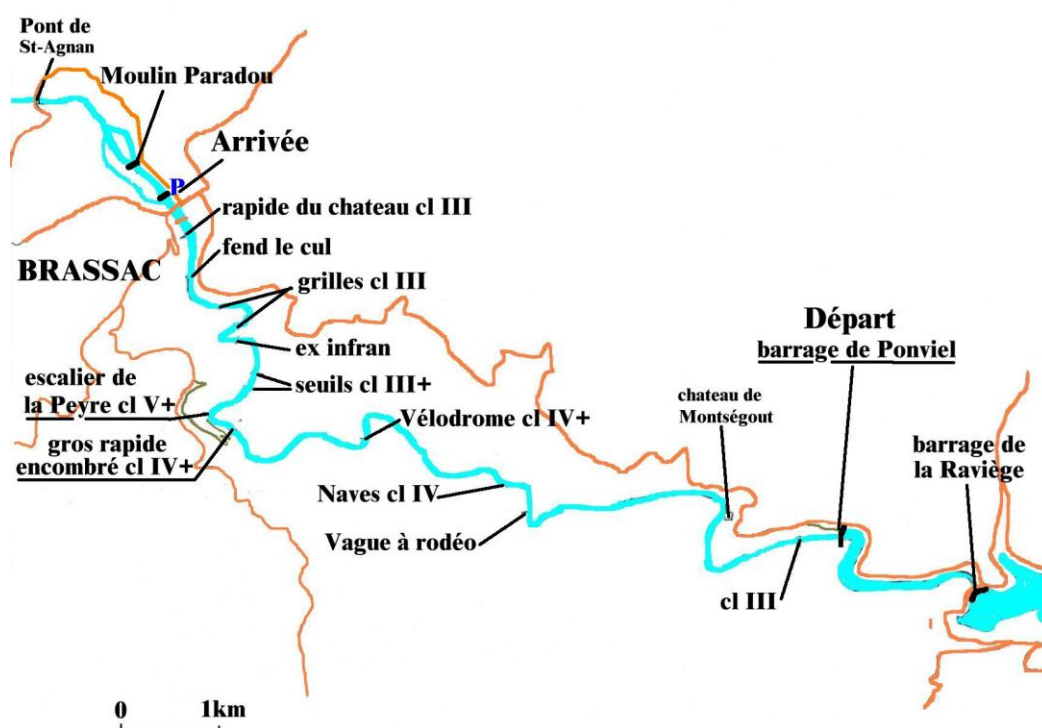 Pont de
St-Agnan
Moulin Paradou
Arrivée
P
rapide du chateau cl III
fend le cul
BRASSAC
grilles cl III
ex infran
seuils cl III+
escalier de
la Peyre cl V+
gros rapide
encombré cl IV+
Vélodrome cl IV+
Naves cl IV
Vague à rodéo
chateau de
Montségout
Départ
barrage de Ponviel
barrage de
la Raviège
cl III
0 1km